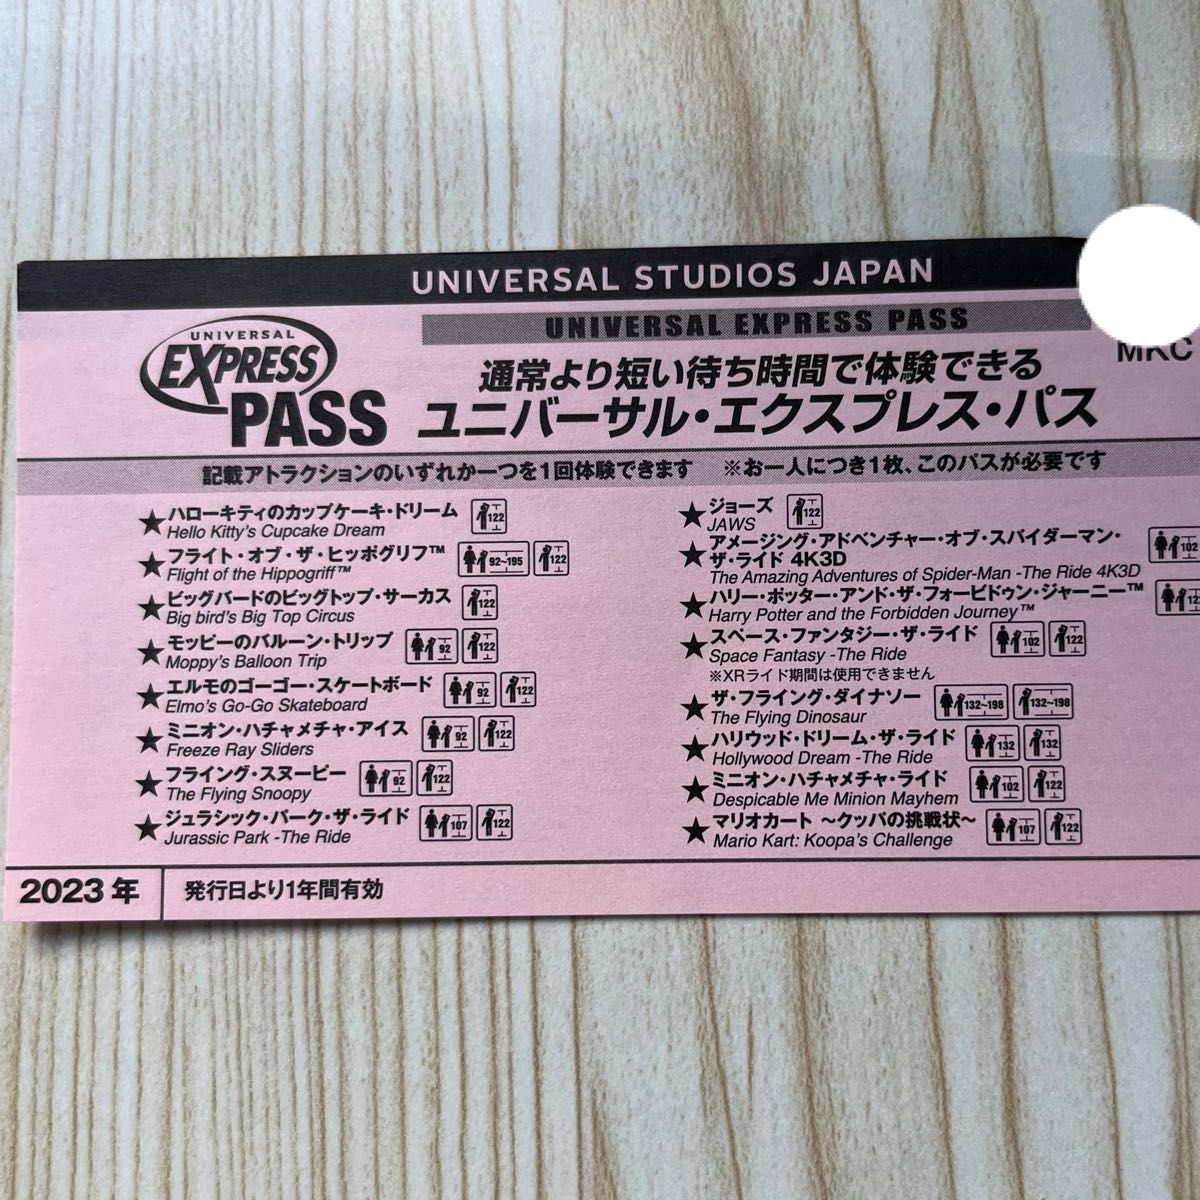 UNIVERSAL STUDIOS JAPAN
UNIVERSAL EXPRESS PASS
MKC
UNIVERSAL
EXPRESS
PASS
通常より短い待ち時間で体験できる
ユニバーサル・エクスプレス・パス
記載アトラクションのいずれか一つを1回体験できます ※お一人につき1枚、このパスが必要です
★ハローキティのカップケーキ・ドリーム 122
Hello Kitty's Cupcake Dream
★フライト・オブ・ザ・ヒッポグリフ™ 92~195 122
Flight of the Hippogriff™
★ビッグバードのビッグトップ・サーカス 122
Big bird's Big Top Circus
★モッピーのバルーン・トリップ 92 122
Moppy's Balloon Trip
★エルモのゴーゴー・スケートボード 92 122
Elmo's Go-Go Skateboard
★ミニオン・ハチャメチャ・アイス 92 122
Freeze Ray Sliders
★フライング・スヌーピー 92 122
The Flying Snoopy
★ジュラシック・パーク・ザ・ライド 107 122
Jurassic Park -The Ride
★ジョーズ 122
JAWS
★アメージング・アドベンチャー・オブ・スパイダーマン・
ザ・ライド 4K3D 102
The Amazing Adventures of Spider-Man -The Ride 4K3D
★ハリー・ポッター・アンド・ザ・フォービドゥン・ジャーニー™
Harry Potter and the Forbidden Journey™
★スペース・ファンタジー・ザ・ライド 102 122
Space Fantasy -The Ride
※XRライド期間は使用できません
★ザ・フライング・ダイナソー 132~198 132~198
The Flying Dinosaur
★ハリウッド・ドリーム・ザ・ライド 132 132
Hollywood Dream -The Ride
★ミニオン・ハチャメチャ・ライド 102 122
Despicable Me Minion Mayhem
★マリオカート ～クッパの挑戦状～ 107 122
Mario Kart: Koopa's Challenge
2023 年 発行日より1年間有効